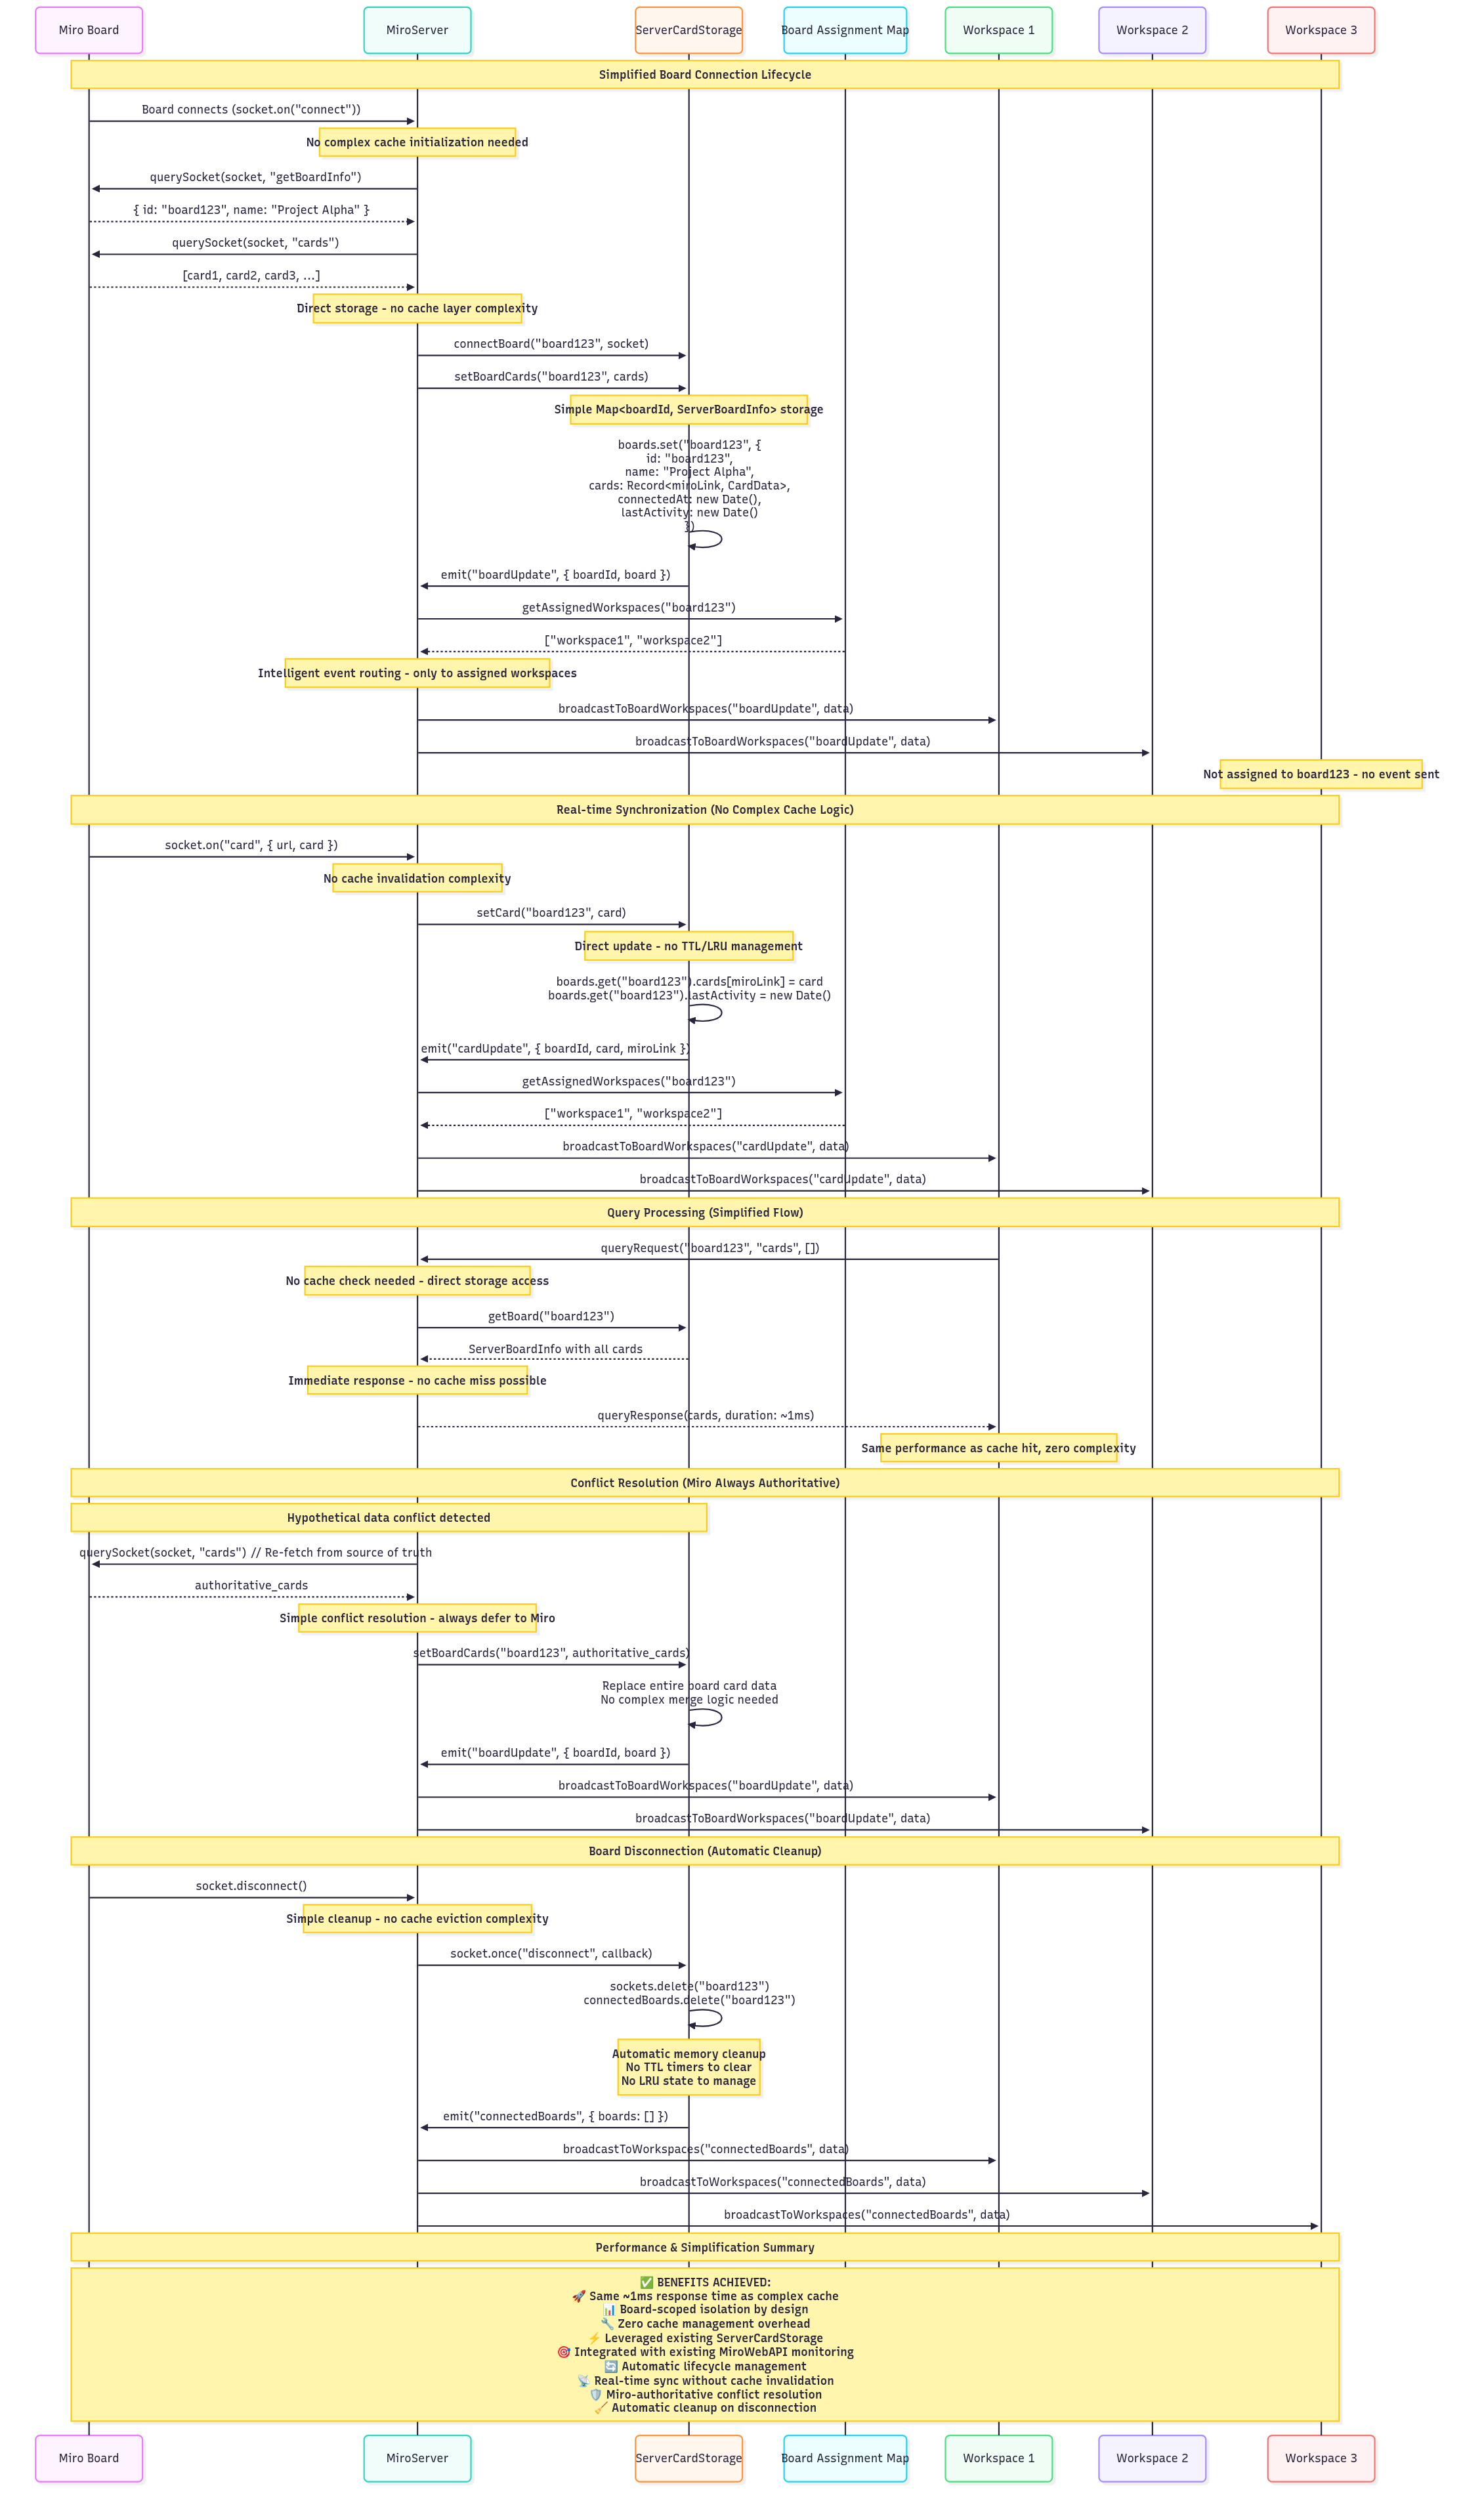 Miro Board
MiroServer
ServerCardStorage
Board Assignment Map
Workspace 1
Workspace 2
Workspace 3
Simplified Board Connection Lifecycle
Board connects (socket.on("connect"))
No complex cache initialization needed
querySocket(socket, "getBoardInfo")
{ id: "board123", name: "Project Alpha" }
querySocket(socket, "cards")
[card1, card2, card3, ...]
Direct storage - no cache layer complexity
connectBoard("board123", socket)
setBoardCards("board123", cards)
Simple Map<boardId, ServerBoardInfo> storage
boards.set("board123", {
id: "board123",
name: "Project Alpha",
cards: Record<miroLink, CardData>,
connectedAt: new Date(),
lastActivity: new Date()
})
emit("boardUpdate", { boardId, board })
getAssignedWorkspaces("board123")
["workspace1", "workspace2"]
Intelligent event routing - only to assigned workspaces
broadcastToBoardWorkspaces("boardUpdate", data)
broadcastToBoardWorkspaces("boardUpdate", data)
Not assigned to board123 - no event sent
Real-time Synchronization (No Complex Cache Logic)
socket.on("card", { url, card })
No cache invalidation complexity
setCard("board123", card)
Direct update - no TTL/LRU management
boards.get("board123").cards[miroLink] = card
boards.get("board123").lastActivity = new Date()
emit("cardUpdate", { boardId, card, miroLink })
getAssignedWorkspaces("board123")
["workspace1", "workspace2"]
broadcastToBoardWorkspaces("cardUpdate", data)
broadcastToBoardWorkspaces("cardUpdate", data)
Query Processing (Simplified Flow)
queryRequest("board123", "cards", [])
No cache check needed - direct storage access
getBoard("board123")
ServerBoardInfo with all cards
Immediate response - no cache miss possible
queryResponse(cards, duration: ~1ms)
Same performance as cache hit, zero complexity
Conflict Resolution (Miro Always Authoritative)
Hypothetical data conflict detected
querySocket(socket, "cards") // Re-fetch from source of truth
authoritative_cards
Simple conflict resolution - always defer to Miro
setBoardCards("board123", authoritative_cards)
Replace entire board card data
No complex merge logic needed
emit("boardUpdate", { boardId, board })
broadcastToBoardWorkspaces("boardUpdate", data)
broadcastToBoardWorkspaces("boardUpdate", data)
Board Disconnection (Automatic Cleanup)
socket.disconnect()
Simple cleanup - no cache eviction complexity
socket.once("disconnect", callback)
sockets.delete("board123")
connectedBoards.delete("board123")
Automatic memory cleanup
No TTL timers to clear
No LRU state to manage
emit("connectedBoards", { boards: [] })
broadcastToWorkspaces("connectedBoards", data)
broadcastToWorkspaces("connectedBoards", data)
broadcastToWorkspaces("connectedBoards", data)
Performance & Simplification Summary
✅ BENEFITS ACHIEVED:
🚀 Same ~1ms response time as complex cache
📊 Board-scoped isolation by design
🔧 Zero cache management overhead
⚡ Leveraged existing ServerCardStorage
🎯 Integrated with existing MiroWebAPI monitoring
🔄 Automatic lifecycle management
📡 Real-time sync without cache invalidation
🛡️ Miro-authoritative conflict resolution
🧹 Automatic cleanup on disconnection
Miro Board
MiroServer
ServerCardStorage
Board Assignment Map
Workspace 1
Workspace 2
Workspace 3